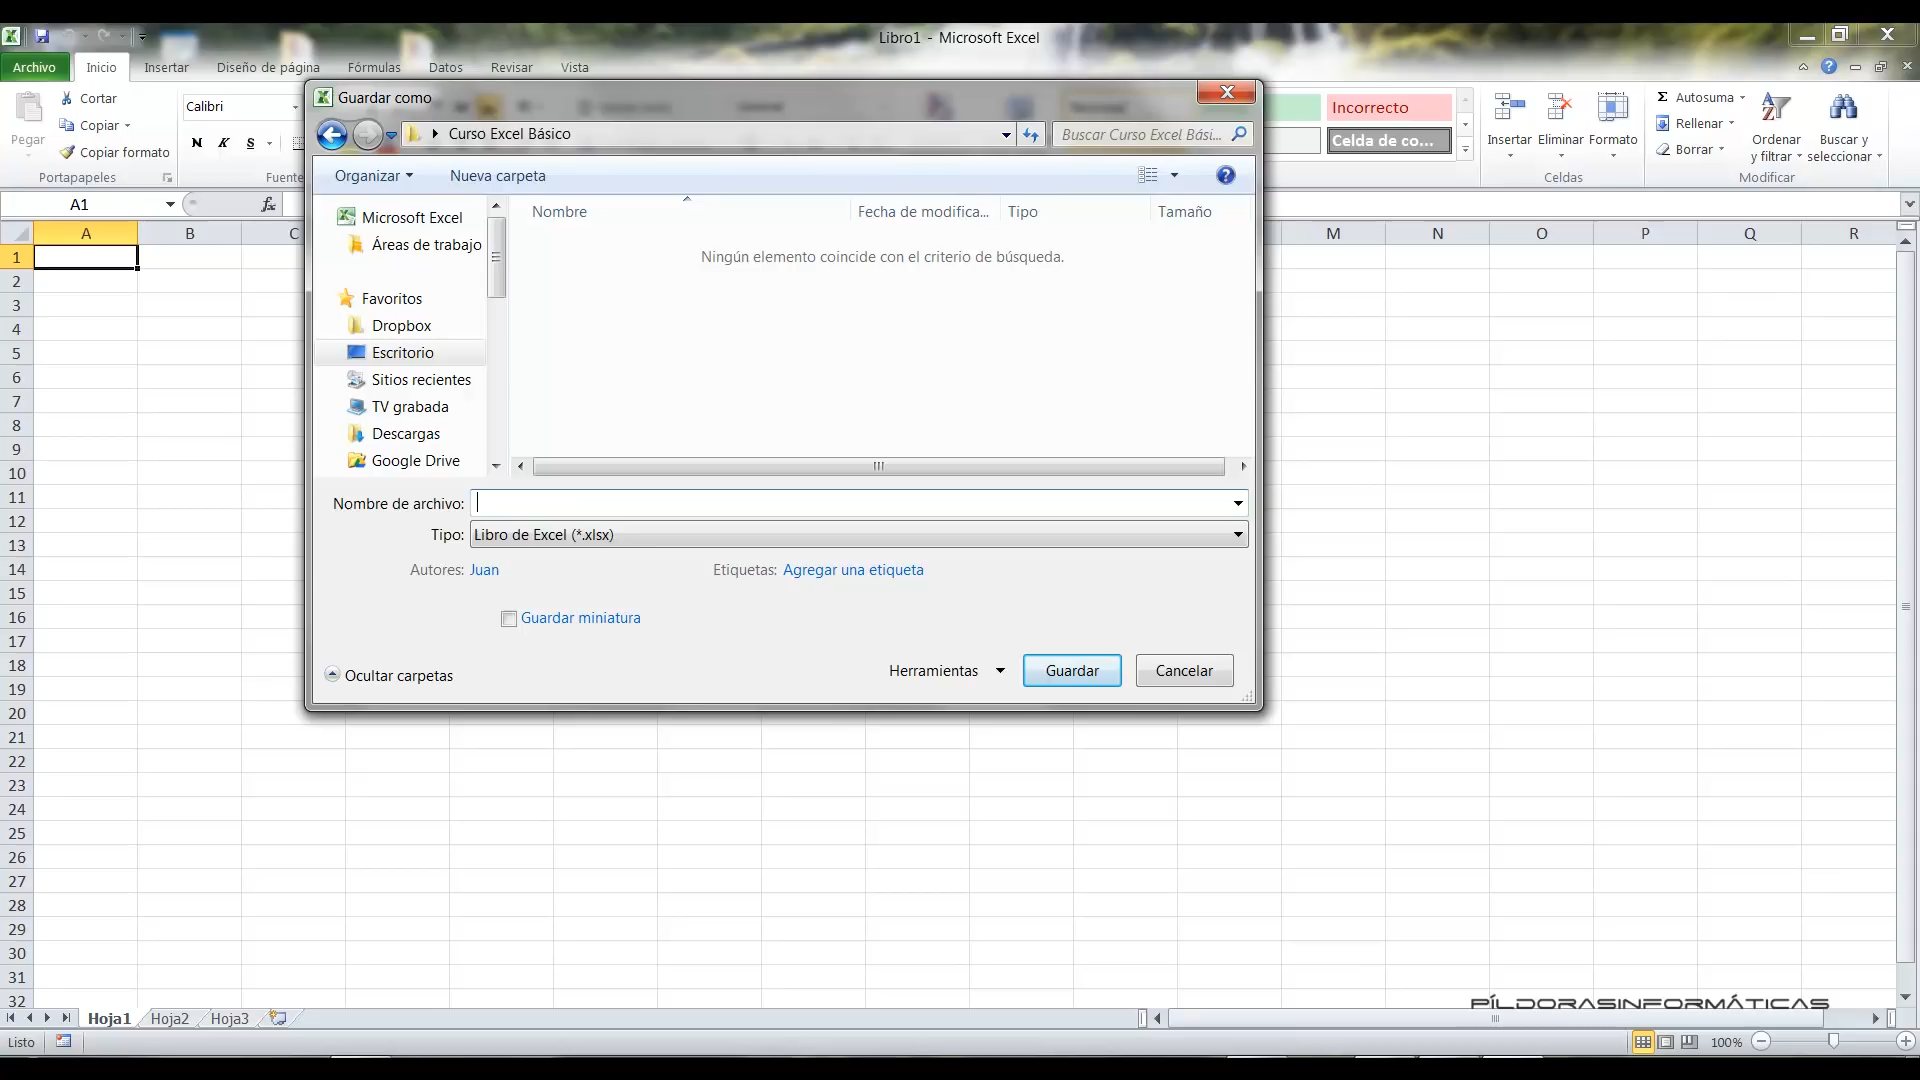 Libro1 - Microsoft Excel
Archivo Inicio Insertar Diseño de página Fórmulas Datos Revisar Vista
Pegar
Cortar
Copiar
Copiar formato
Portapapeles
Calibri
N K S
Fuente
Incorrecto
Celda de co...
Insertar Eliminar Formato
Celdas
Σ Autosuma
Rellenar
Borrar
Ordenar y filtrar
Buscar y seleccionar
Modificar
A1 fx
A B C M N O P Q R
1
2
3
4
5
6
7
8
9
10
11
12
13
14
15
16
17
18
19
20
21
22
23
24
25
26
27
28
29
30
31
32
Guardar como
Curso Excel Básico
Buscar Curso Excel Bási...
Organizar Nueva carpeta
Microsoft Excel
Áreas de trabajo
Favoritos
Dropbox
Escritorio
Sitios recientes
TV grabada
Descargas
Google Drive
Nombre Fecha de modifica... Tipo Tamaño
Ningún elemento coincide con el criterio de búsqueda.
Nombre de archivo:
Tipo: Libro de Excel (*.xlsx)
Autores: Juan Etiquetas: Agregar una etiqueta
Guardar miniatura
Ocultar carpetas Herramientas Guardar Cancelar
PÍLDORASINFORMÁTICAS
Hoja1 Hoja2 Hoja3
Listo 100%